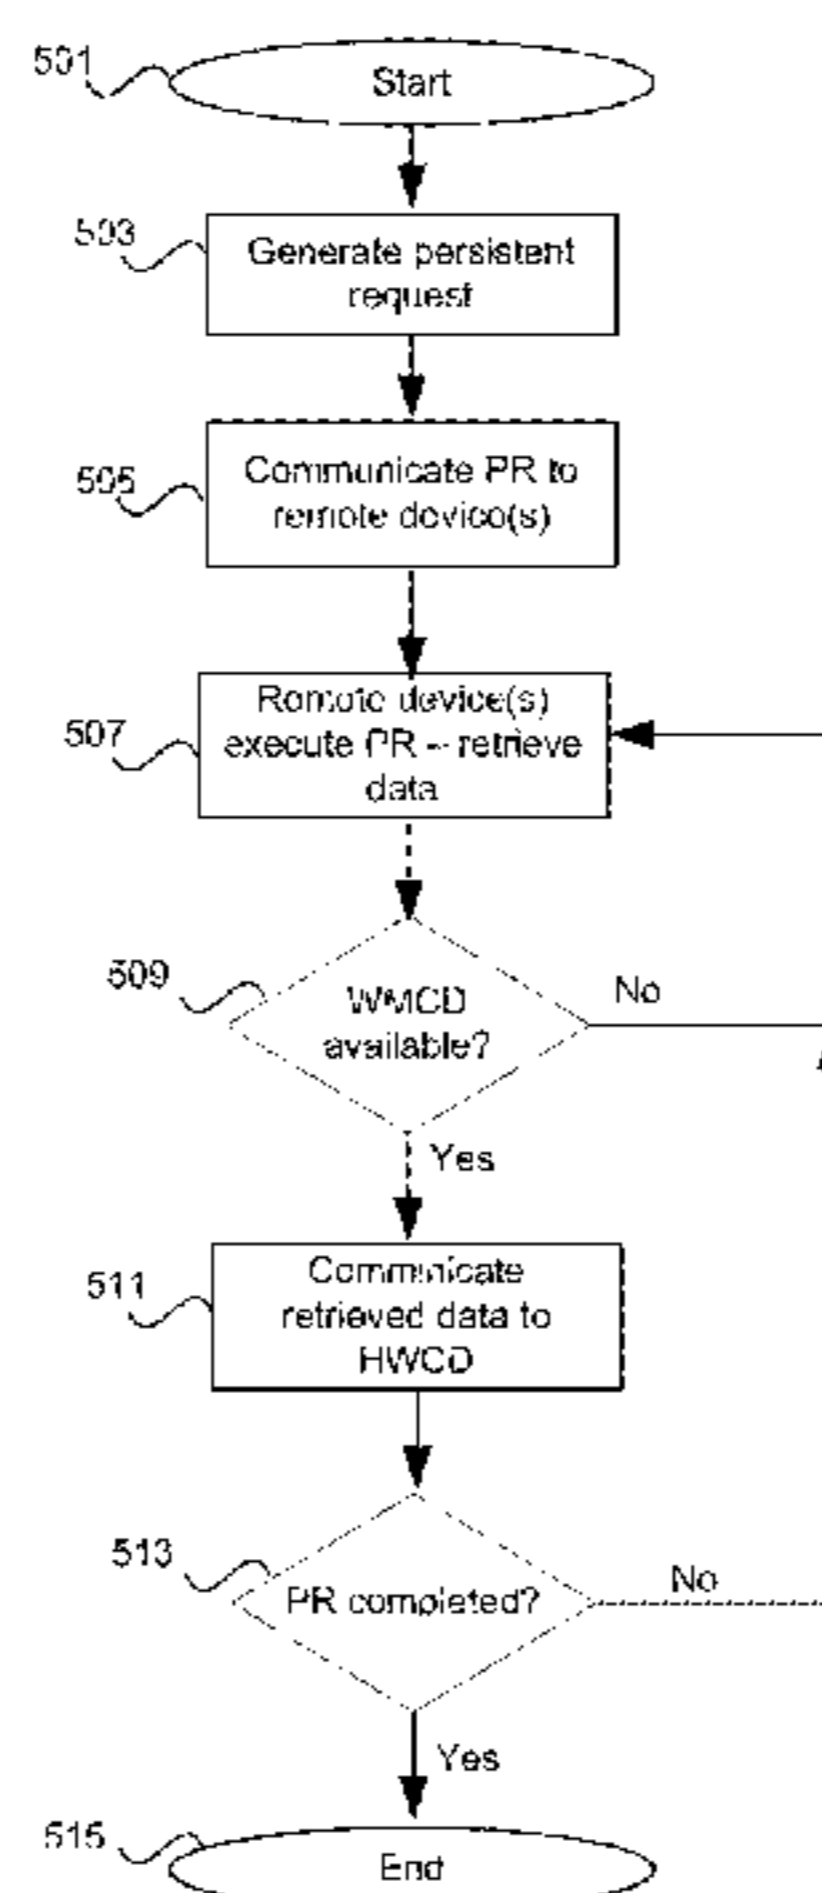 501
Start
503
Generate persistent
request
505
Communicate PR to
remote device(s)
507
Remote device(s)
execute PR – retrieve
data
509
WMCD
available?
No
Yes
511
Communicate
retrieved data to
HWCD
513
PR completed?
No
Yes
515
End